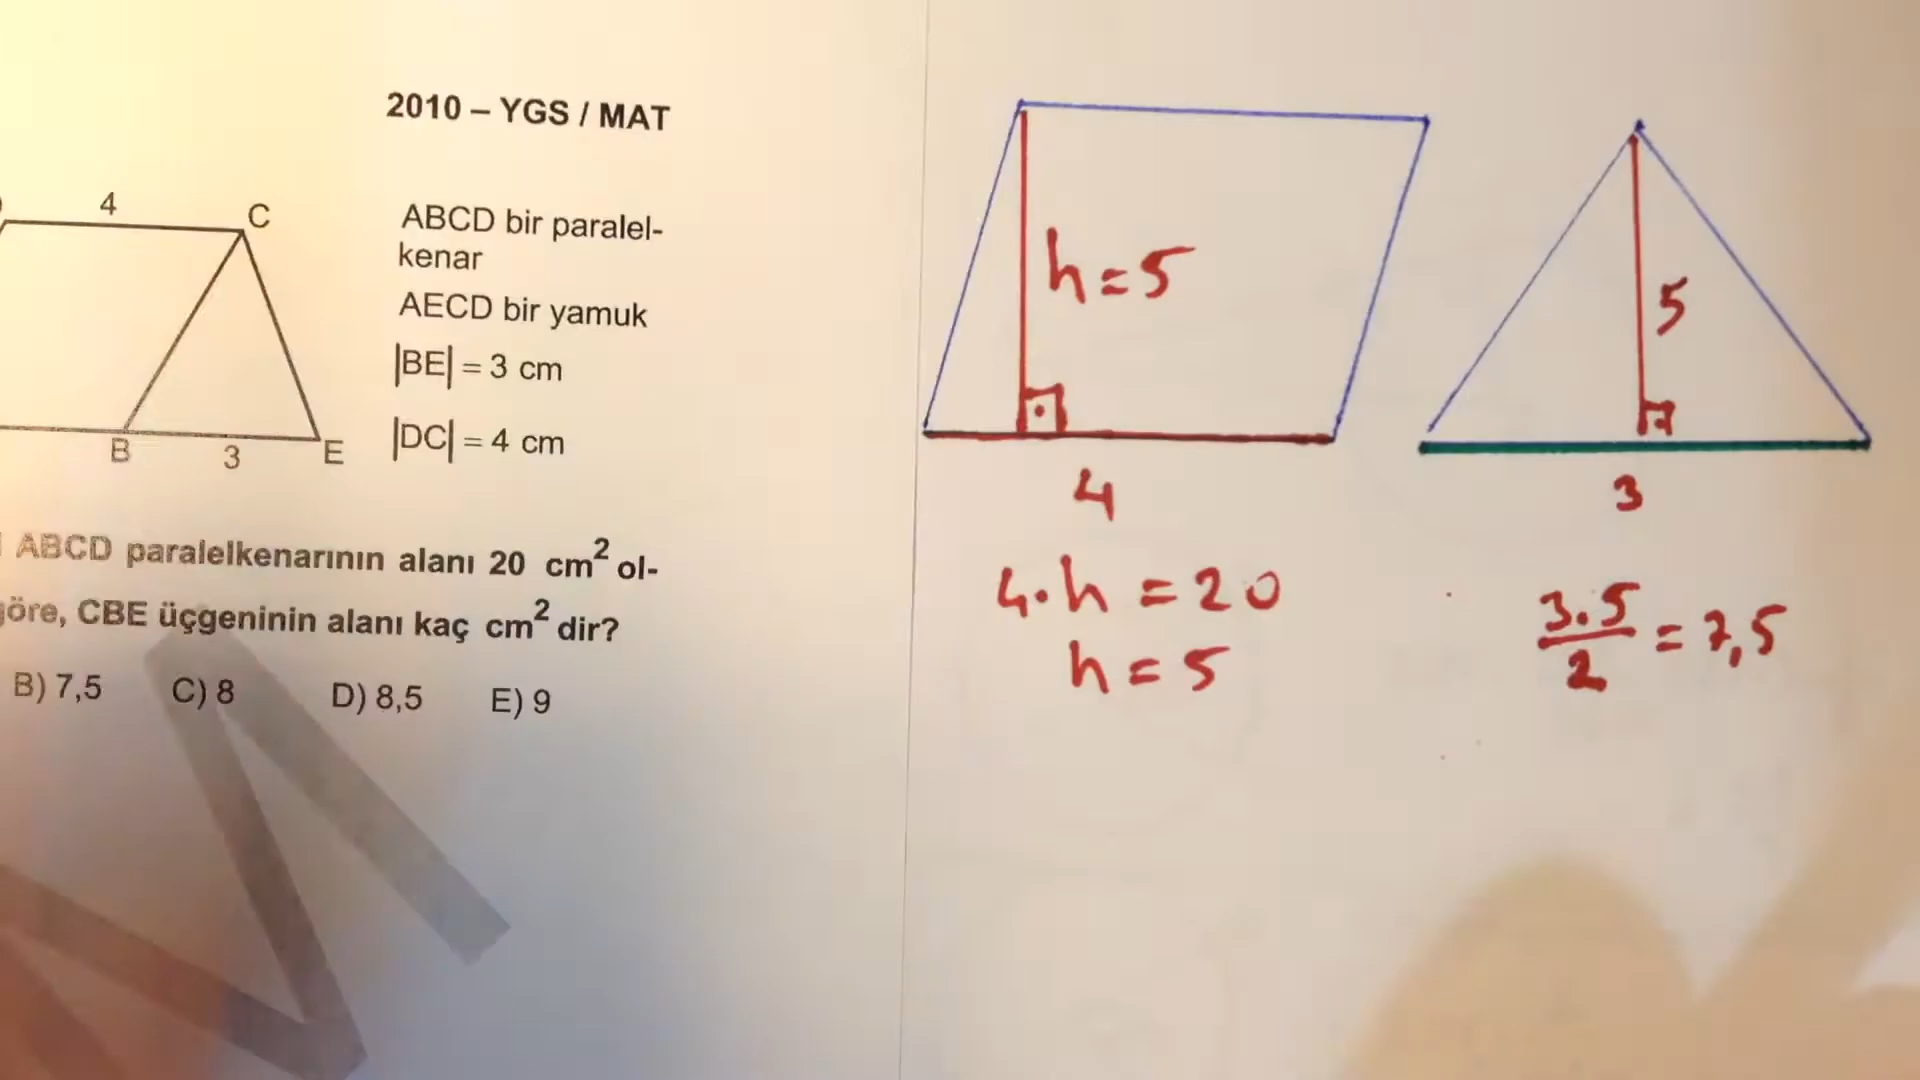 2010 – YGS / MAT
4
C
B
3
E
ABCD bir paralel-
kenar
AECD bir yamuk
|BE| = 3 cm
|DC| = 4 cm
ABCD paralelkenarının alanı 20 cm² ol-
göre, CBE üçgeninin alanı kaç cm² dir?
B) 7,5 C) 8 D) 8,5 E) 9
h = 5
4
4.h = 20
h = 5
5
3
3.5/2 = 7,5